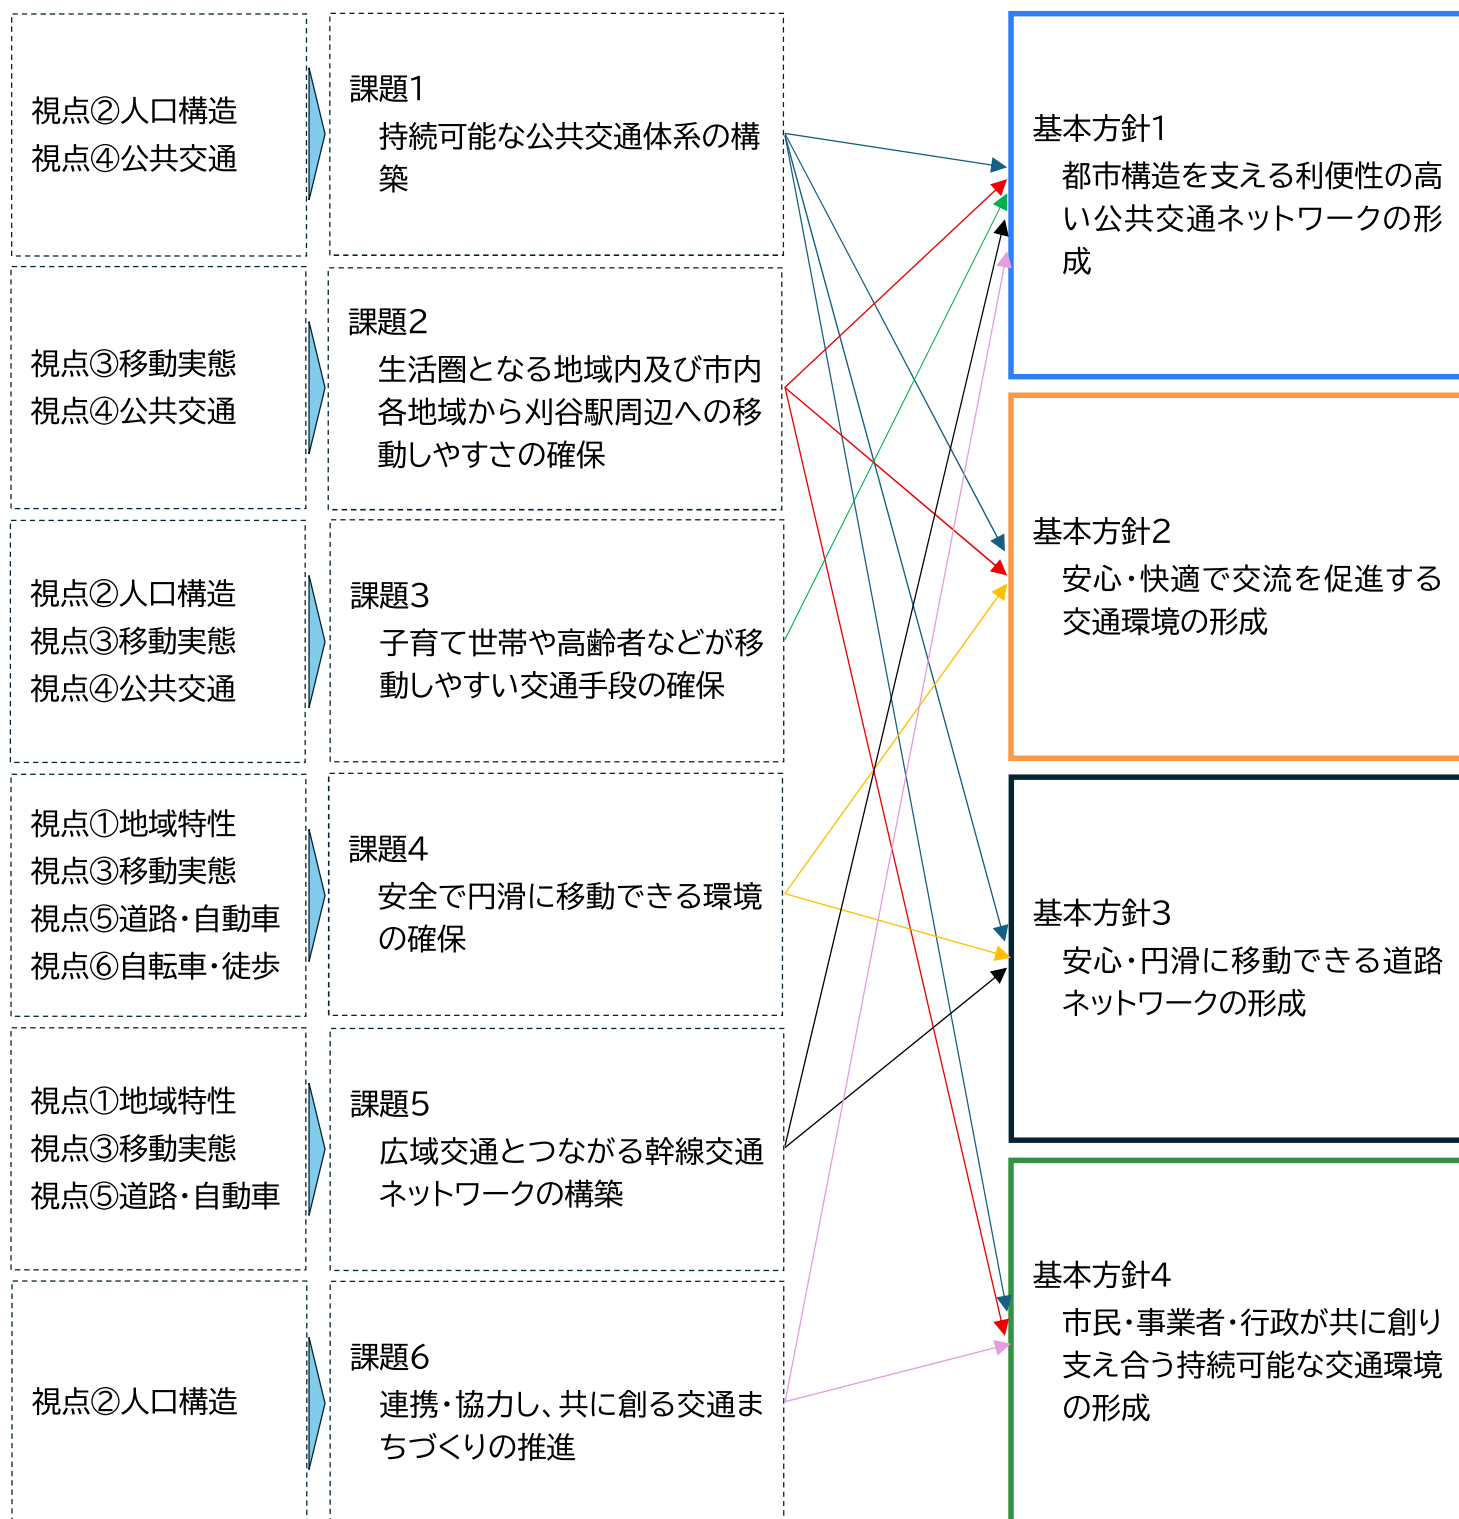 視点②人口構造
視点④公共交通
課題1
持続可能な公共交通体系の構
築
視点③移動実態
視点④公共交通
課題2
生活圏となる地域内及び市内
各地域から刈谷駅周辺への移
動しやすさの確保
視点②人口構造
視点③移動実態
視点④公共交通
課題3
子育て世帯や高齢者などが移
動しやすい交通手段の確保
視点①地域特性
視点③移動実態
視点⑤道路・自動車
視点⑥自転車・徒歩
課題4
安全で円滑に移動できる環境
の確保
視点①地域特性
視点③移動実態
視点⑤道路・自動車
課題5
広域交通とつながる幹線交通
ネットワークの構築
視点②人口構造
課題6
連携・協力し、共に創る交通ま
ちづくりの推進
基本方針1
都市構造を支える利便性の高
い公共交通ネットワークの形
成
基本方針2
安心・快適で交流を促進する
交通環境の形成
基本方針3
安心・円滑に移動できる道路
ネットワークの形成
基本方針4
市民・事業者・行政が共に創り
支え合う持続可能な交通環境
の形成